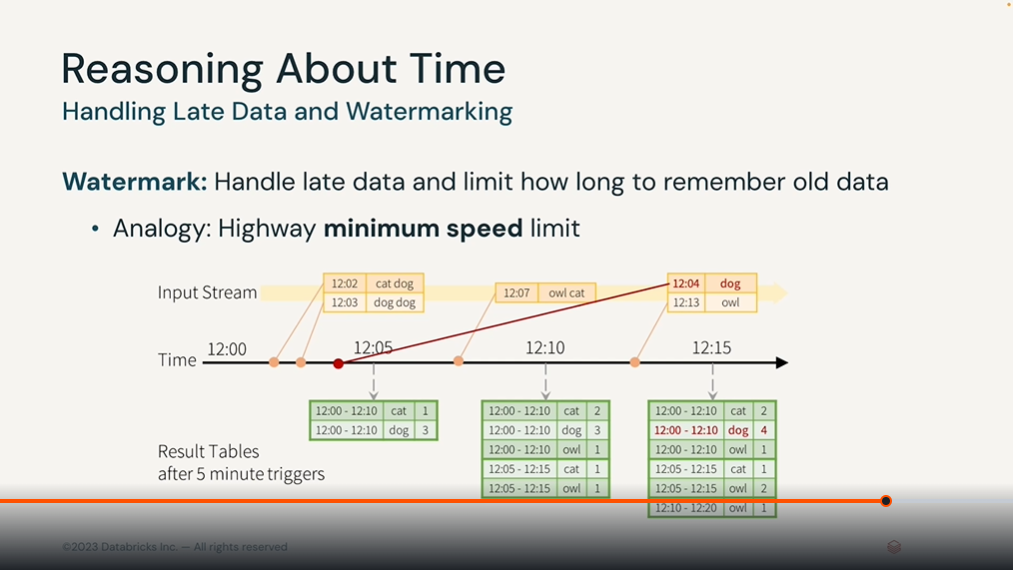 Reasoning About Time
Handling Late Data and Watermarking
Watermark: Handle late data and limit how long to remember old data
• Analogy: Highway minimum speed limit
Input Stream
12:02 cat dog
12:03 dog dog
12:07 owl cat
12:04 dog
12:13 owl
Time 12:00 12:05 12:10 12:15
12:00 - 12:10 cat 1
12:00 - 12:10 dog 3
12:00 - 12:10 cat 2
12:00 - 12:10 dog 3
12:00 - 12:10 owl 1
12:05 - 12:15 cat 1
12:05 - 12:15 owl 1
12:00 - 12:10 cat 2
12:00 - 12:10 dog 4
12:00 - 12:10 owl 1
12:05 - 12:15 cat 1
12:05 - 12:15 owl 2
12:10 - 12:20 owl 1
Result Tables
after 5 minute triggers
©2023 Databricks Inc. — All rights reserved